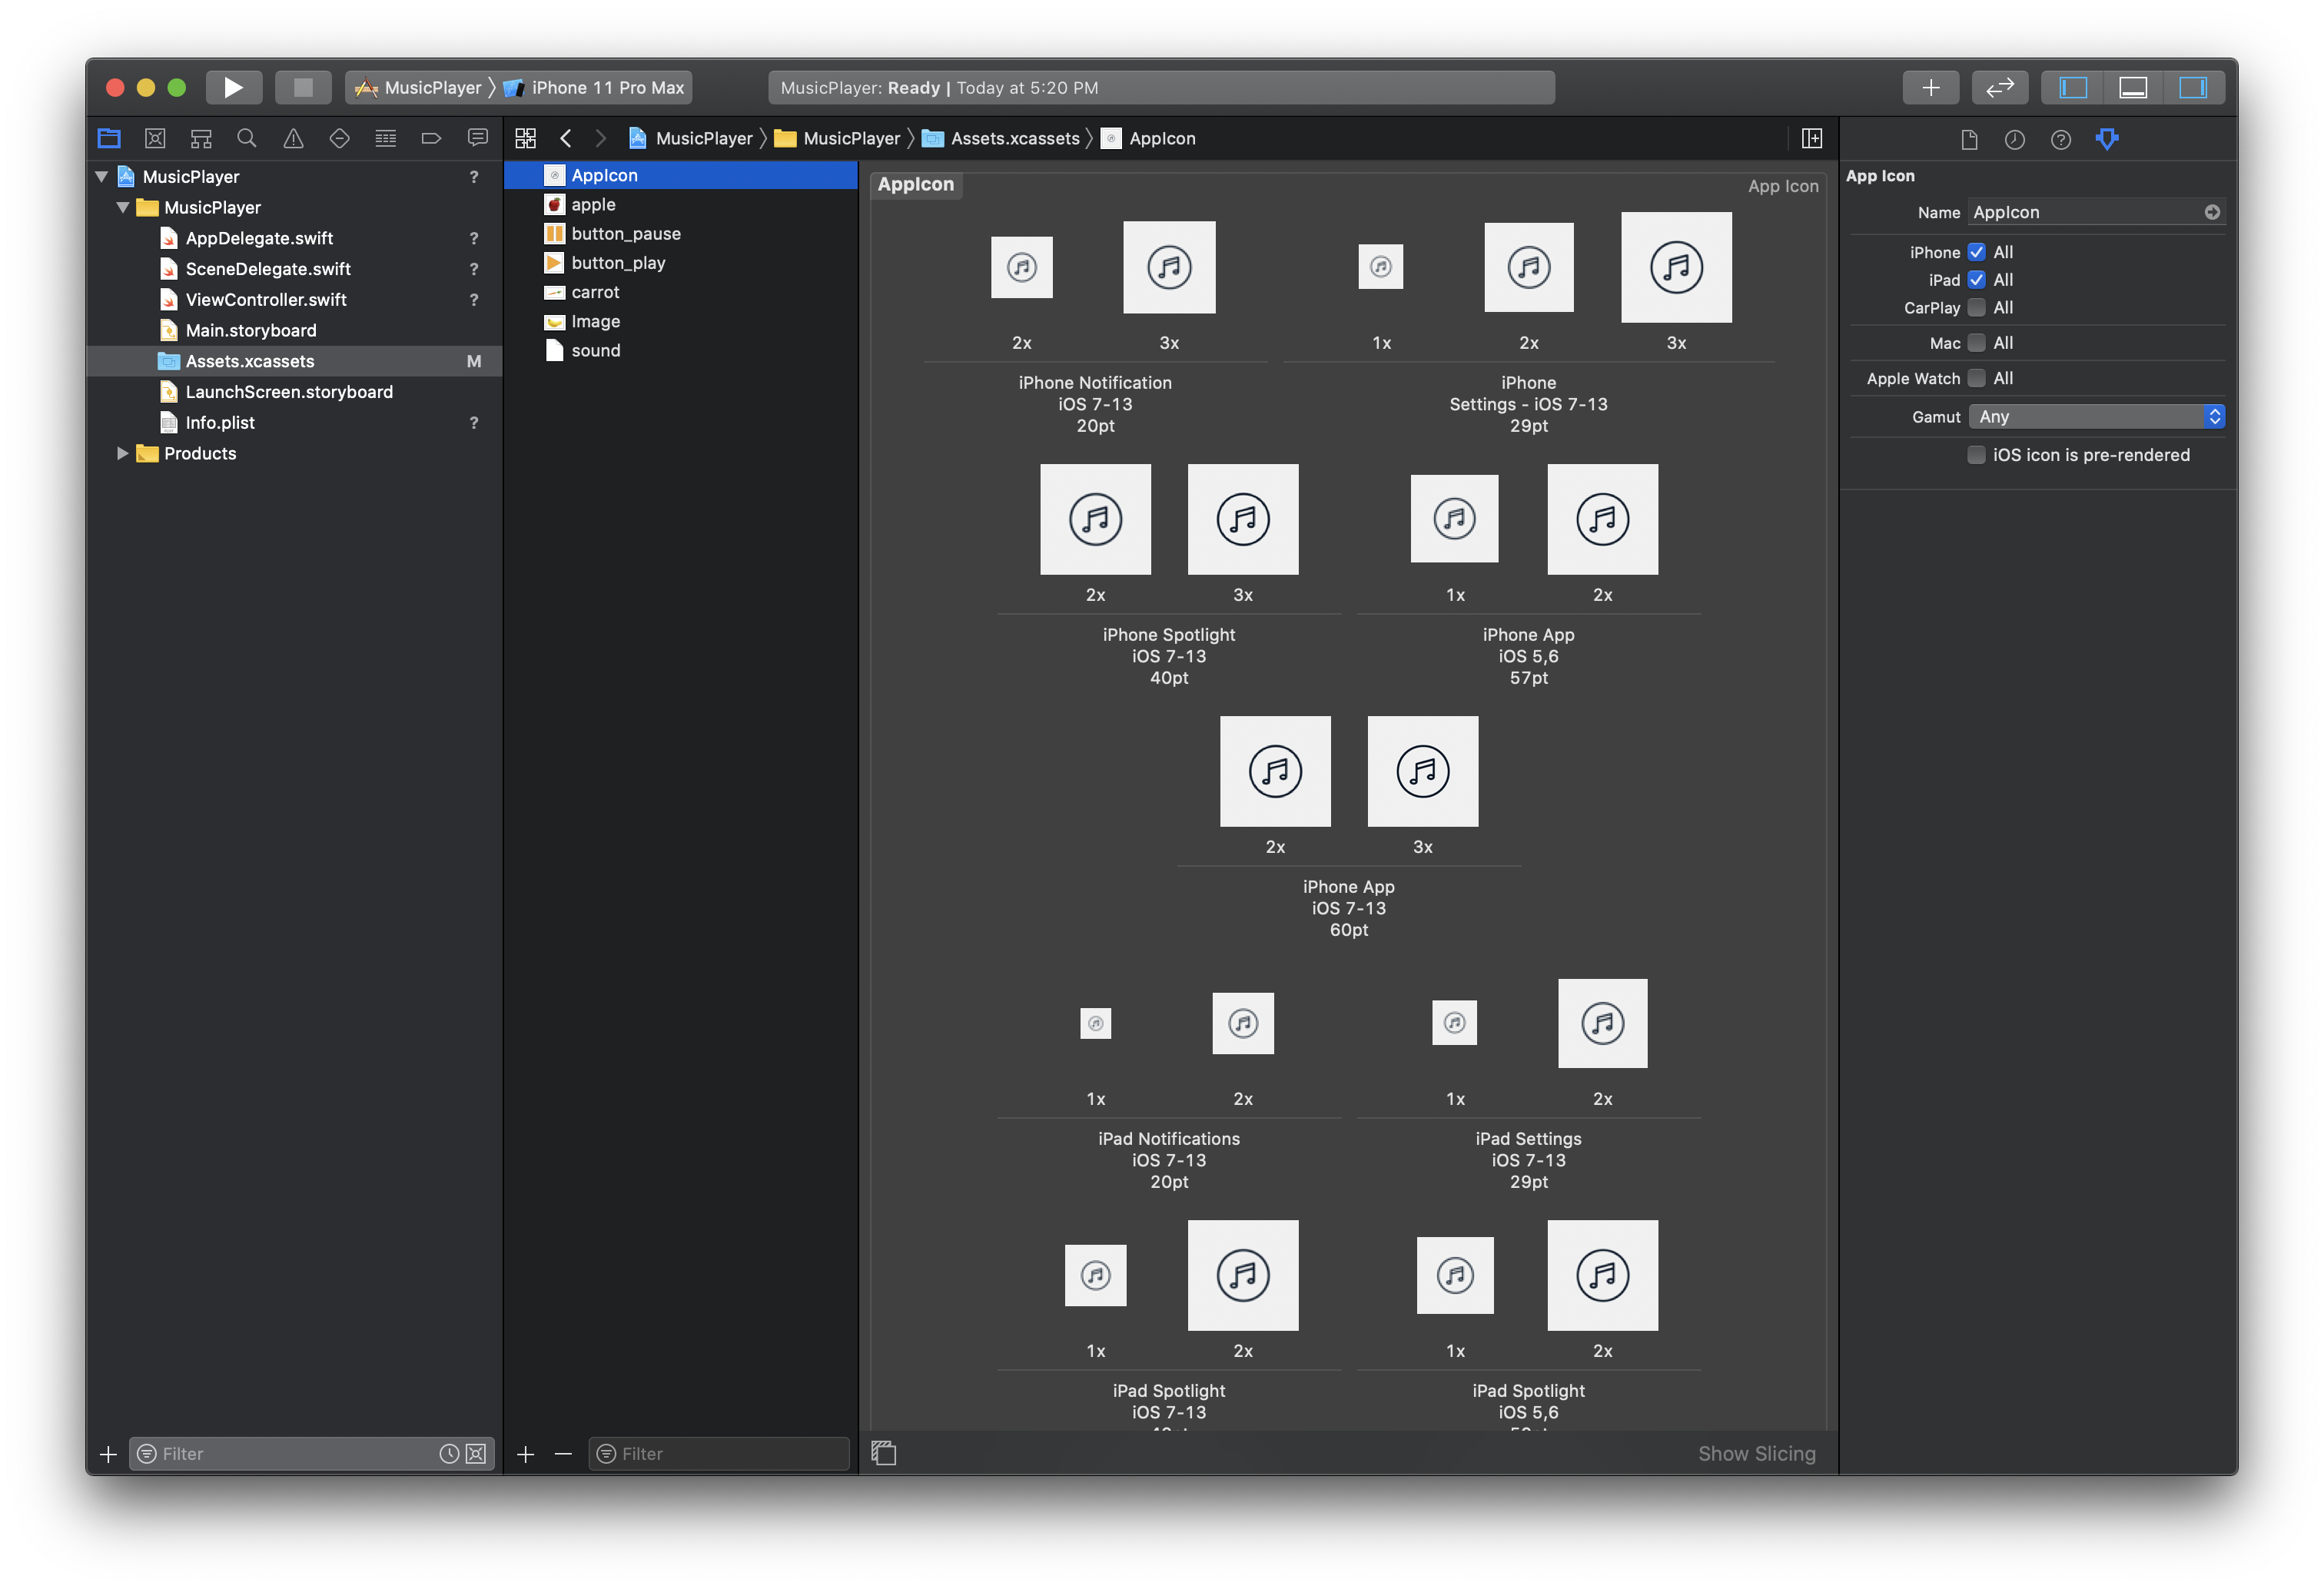 MusicPlayer iPhone 11 Pro Max
MusicPlayer: Ready | Today at 5:20 PM
MusicPlayer ?
MusicPlayer
AppDelegate.swift ?
SceneDelegate.swift ?
ViewController.swift ?
Main.storyboard
Assets.xcassets M
LaunchScreen.storyboard
Info.plist ?
Products
Filter
MusicPlayer MusicPlayer Assets.xcassets AppIcon
AppIcon
apple
button_pause
button_play
carrot
Image
sound
Filter
AppIcon App Icon
2x 3x 1x 2x 3x
iPhone Notification
iOS 7-13
20pt
iPhone
Settings - iOS 7-13
29pt
2x 3x 1x 2x
iPhone Spotlight
iOS 7-13
40pt
iPhone App
iOS 5,6
57pt
2x 3x
iPhone App
iOS 7-13
60pt
1x 2x 1x 2x
iPad Notifications
iOS 7-13
20pt
iPad Settings
iOS 7-13
29pt
1x 2x 1x 2x
iPad Spotlight
iOS 7-13
iPad Spotlight
iOS 5,6
Show Slicing
App Icon
Name AppIcon
iPhone All
iPad All
CarPlay All
Mac All
Apple Watch All
Gamut Any
iOS icon is pre-rendered